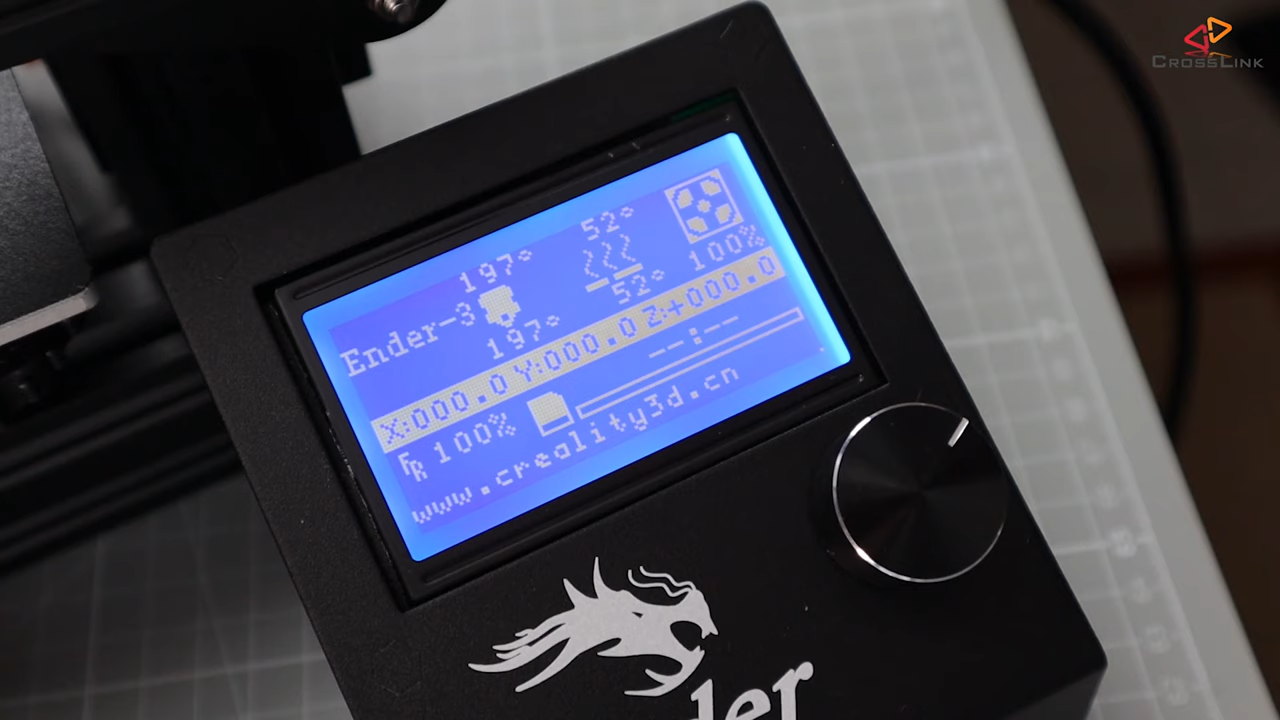 CROSSLINK
197° 52° 
Ender-3
197° 52° 100%
X:000.0 Y:000.0 Z:+000.0
FR 100% --:--
www.creality3d.cn
der